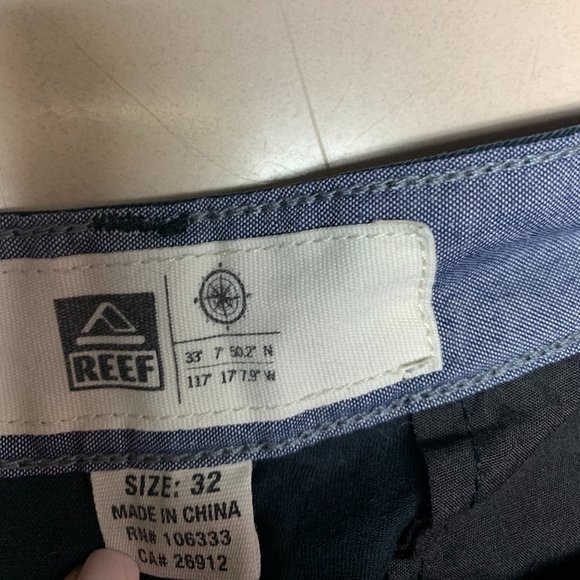 REEF
33° 7' 50.2" N
117° 17' 7.9" W
SIZE: 32
MADE IN CHINA
RN# 106333
CA# 26912